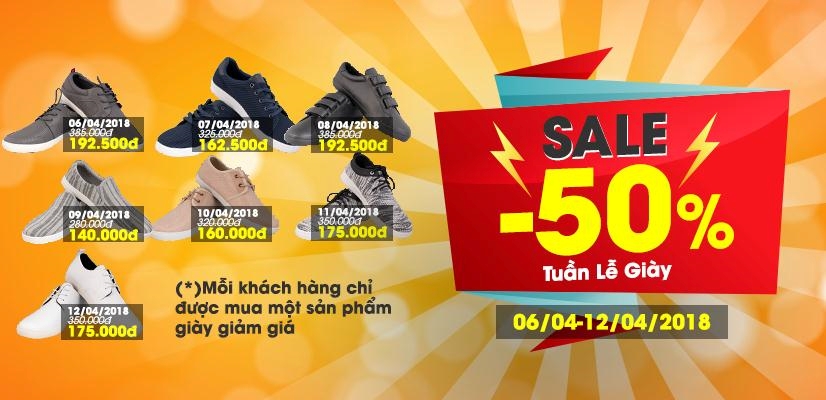 06/04/2018
385.000đ
192.500đ
07/04/2018
325.000đ
162.500đ
08/04/2018
385.000đ
192.500đ
09/04/2018
280.000đ
140.000đ
10/04/2018
320.000đ
160.000đ
11/04/2018
350.000đ
175.000đ
12/04/2018
350.000đ
175.000đ
(*)Mỗi khách hàng chỉ
được mua một sản phẩm
giày giảm giá
SALE
-50%
Tuần Lễ Giày
06/04-12/04/2018